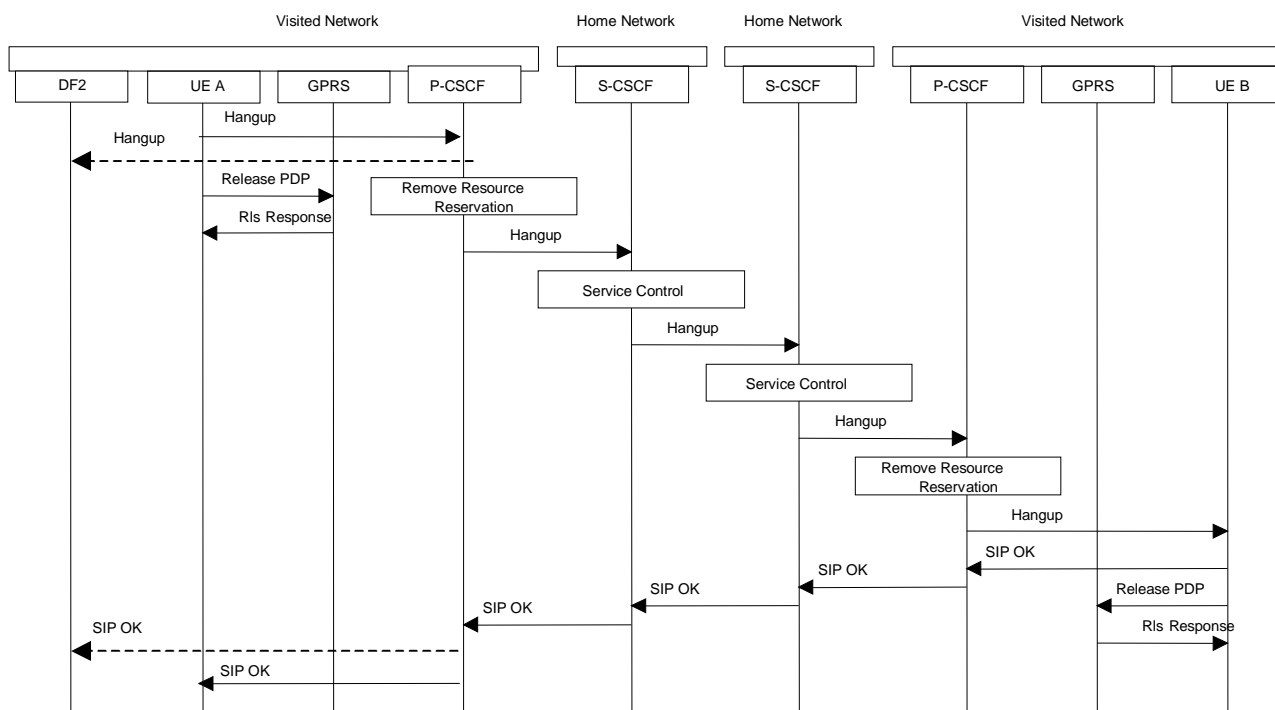 Visited Network
Home Network
Home Network
Visited Network
DF2
UE A
GPRS
P-CSCF
S-CSCF
S-CSCF
P-CSCF
GPRS
UE B
Hangup
Hangup
Release PDP
Remove Resource
Reservation
Rls Response
Hangup
Service Control
Hangup
Service Control
Hangup
Remove Resource
Reservation
Hangup
SIP OK
SIP OK
SIP OK
Release PDP
SIP OK
SIP OK
Rls Response
SIP OK